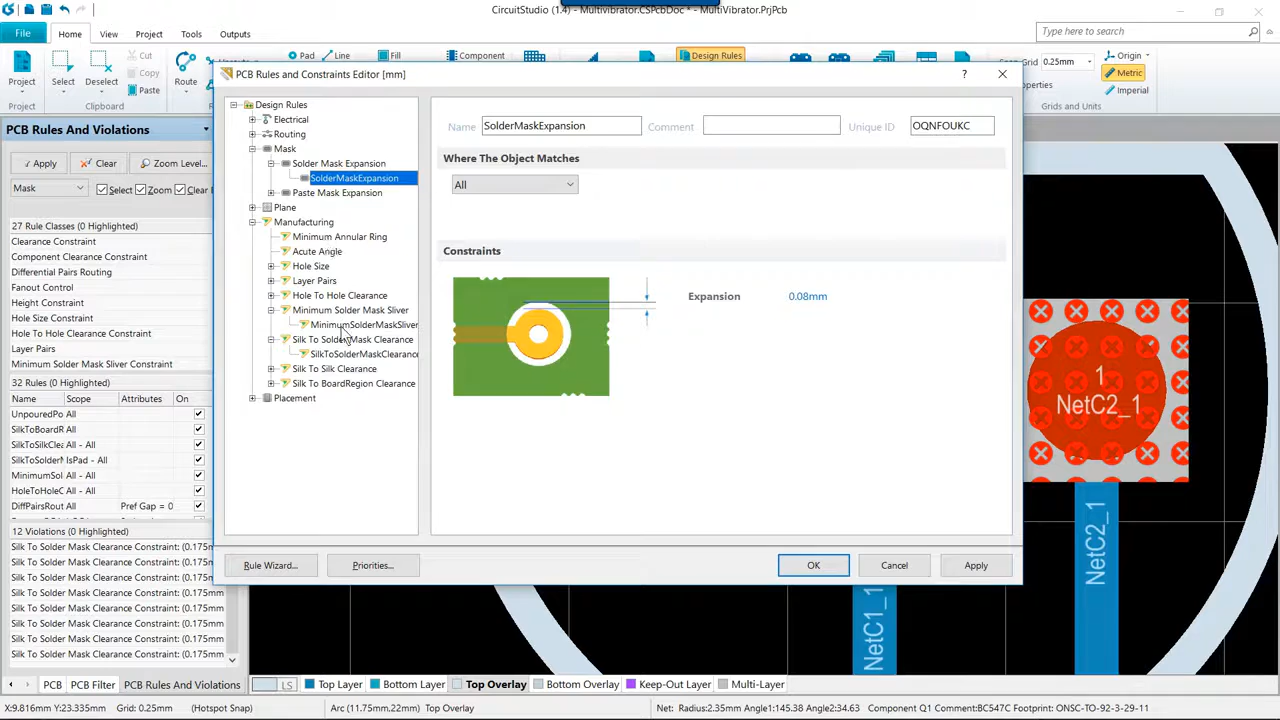 CircuitStudio (1.4) - Multivibrator.CSPcbDoc * - MultiVibrator.PrjPcb
File Home View Project Tools Outputs
Type Here to Search
Project
Select
Deselect
Cut
Copy
Paste
Route
Pad
Line
Fill
Component
Design Rules
Grid 0.25mm
Origin
Metric
Imperial
Project
Clipboard
Grids and Units
PCB Rules And Violations
Apply Clear Zoom Level...
Mask Select Zoom Clear
27 Rule Classes (0 Highlighted)
Clearance Constraint
Component Clearance Constraint
Differential Pairs Routing
Fanout Control
Height Constraint
Hole Size Constraint
Hole To Hole Clearance Constraint
Layer Pairs
Minimum Solder Mask Sliver Constraint
32 Rules (0 Highlighted)
Name Scope Attributes On
UnpouredPo All
SilkToBoardR All
SilkToSilkClea All - All
SilkToSolderM IsPad - All
MinimumSol All - All
HoleToHoleC All - All
DiffPairsRout All Pref Gap = 0
12 Violations (0 Highlighted)
Silk To Solder Mask Clearance Constraint: (0.175mm
Silk To Solder Mask Clearance Constraint: (0.175mm
Silk To Solder Mask Clearance Constraint: (0.175mm
Silk To Solder Mask Clearance Constraint: (0.175mm
Silk To Solder Mask Clearance Constraint: (0.175mm
Silk To Solder Mask Clearance Constraint: (0.175mm
Silk To Solder Mask Clearance Constraint: (0.175mm
Silk To Solder Mask Clearance Constraint: (0.175mm
PCB PCB Filter PCB Rules And Violations
PCB Rules and Constraints Editor [mm] ?
Design Rules
Electrical
Routing
Mask
Solder Mask Expansion
SolderMaskExpansion
Paste Mask Expansion
Plane
Manufacturing
Minimum Annular Ring
Acute Angle
Hole Size
Layer Pairs
Hole To Hole Clearance
Minimum Solder Mask Sliver
MinimumSolderMaskSliver
Silk To Solder Mask Clearance
SilkToSolderMaskClearance
Silk To Silk Clearance
Silk To BoardRegion Clearance
Placement
Name SolderMaskExpansion Comment Unique ID OQNFOUKC
Where The Object Matches
All
Constraints
Expansion 0.08mm
Rule Wizard... Priorities... OK Cancel Apply
1
NetC2_1
NetC2_1
NetC1_1
LS Top Layer Bottom Layer Top Overlay Bottom Overlay Keep-Out Layer Multi-Layer
X:9.816mm Y:23.335mm Grid: 0.25mm (Hotspot Snap) Arc (11.75mm,22mm) Top Overlay Net: Radius:2.35mm Angle1:145.38 Angle2:34.63 Component Q1 Comment:BC547C Footprint: ONSC-TO-92-3-29-11